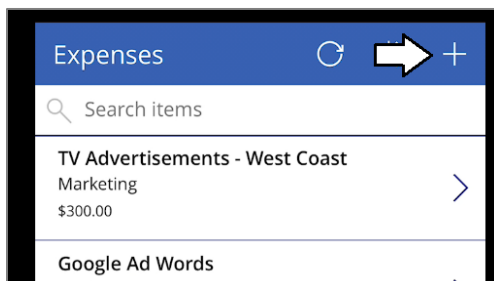 Expenses
Search items
TV Advertisements - West Coast
Marketing
$300.00
Google Ad Words